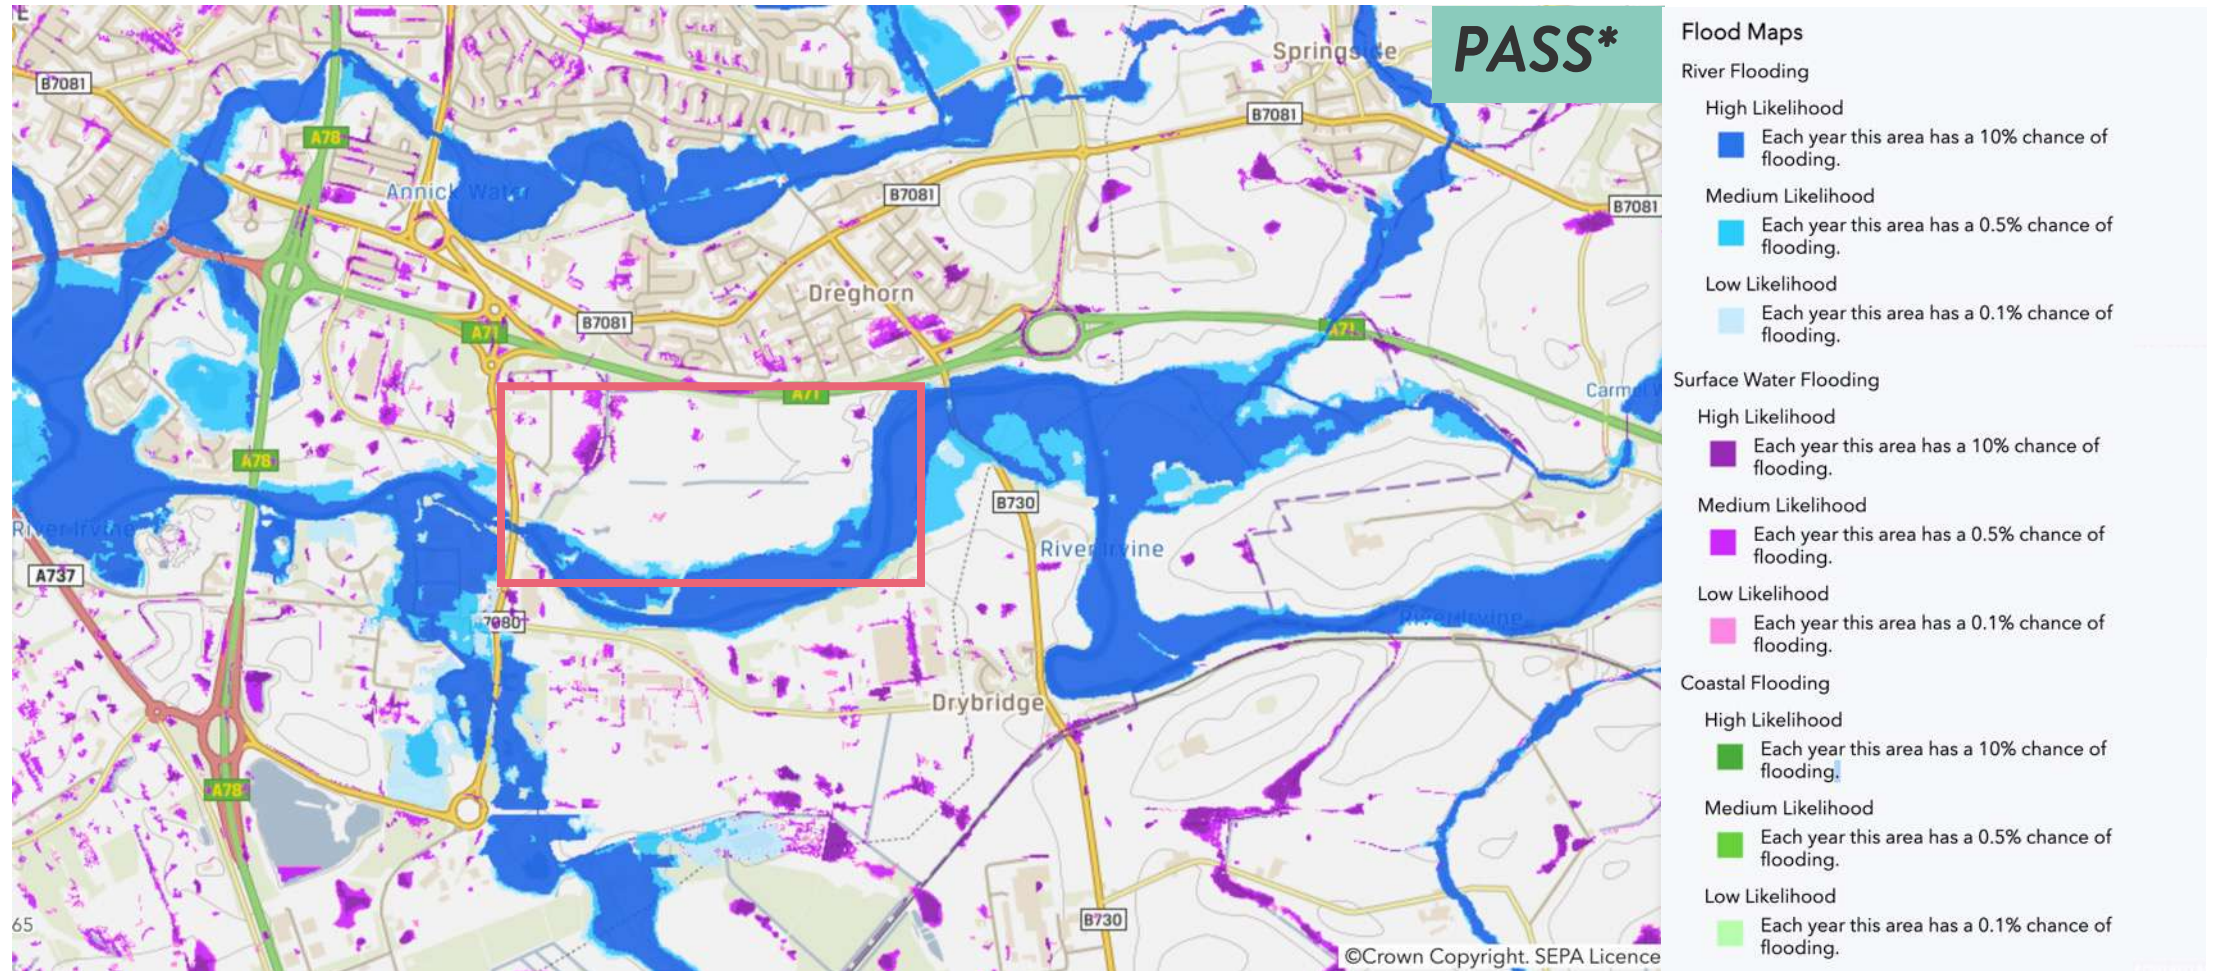 E
Springside
PASS*
B7081
B7081
A78
Annick Water
B7081
B7081
Dreghorn
B7081
A71
A71
A71
Carmel W
A78
B730
River Irvine
River Irvine
A737
River Irvine
7980
Drybridge
A78
65
B730
©Crown Copyright. SEPA Licence
Flood Maps
River Flooding
High Likelihood
Each year this area has a 10% chance of
flooding.
Medium Likelihood
Each year this area has a 0.5% chance of
flooding.
Low Likelihood
Each year this area has a 0.1% chance of
flooding.
Surface Water Flooding
High Likelihood
Each year this area has a 10% chance of
flooding.
Medium Likelihood
Each year this area has a 0.5% chance of
flooding.
Low Likelihood
Each year this area has a 0.1% chance of
flooding.
Coastal Flooding
High Likelihood
Each year this area has a 10% chance of
flooding.
Medium Likelihood
Each year this area has a 0.5% chance of
flooding.
Low Likelihood
Each year this area has a 0.1% chance of
flooding.